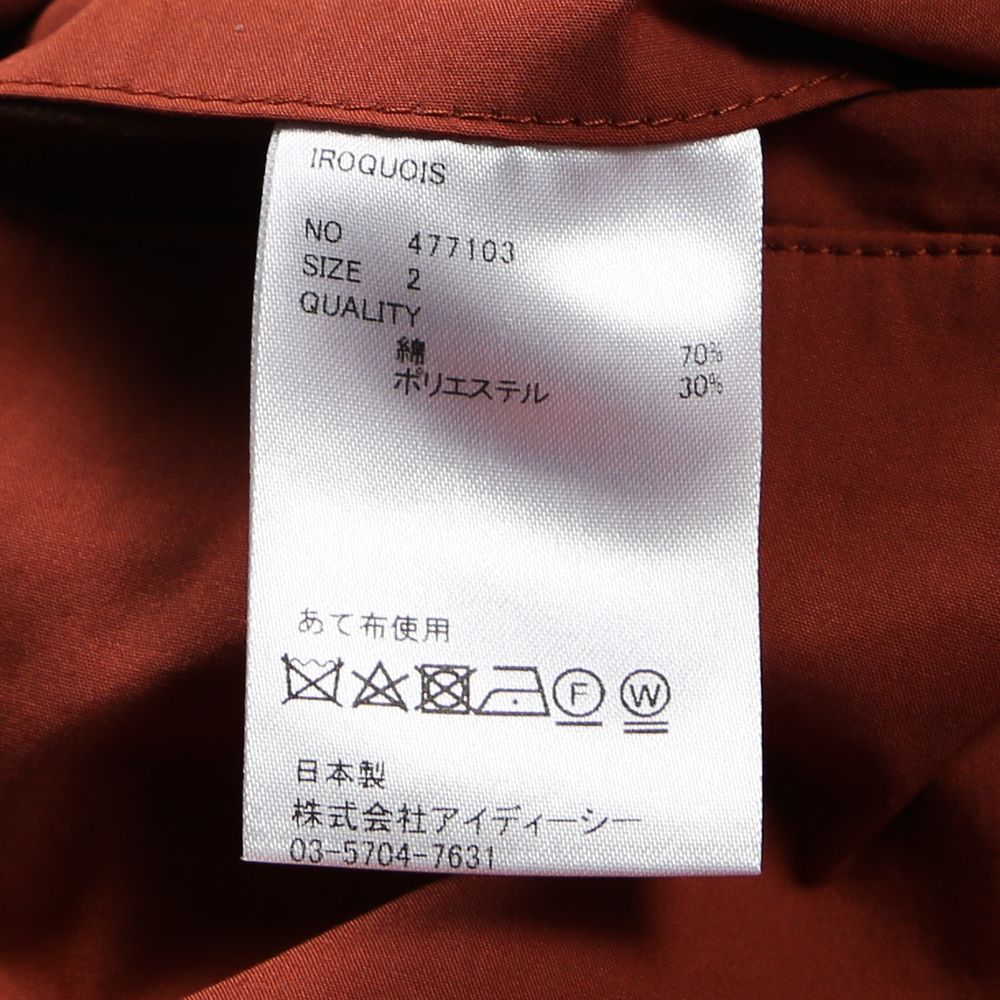 IROQUOIS
NO 477103
SIZE 2
QUALITY
綿 70%
ポリエステル 30%
あて布使用
F W
日本製
株式会社アイディーシー
03-5704-7631